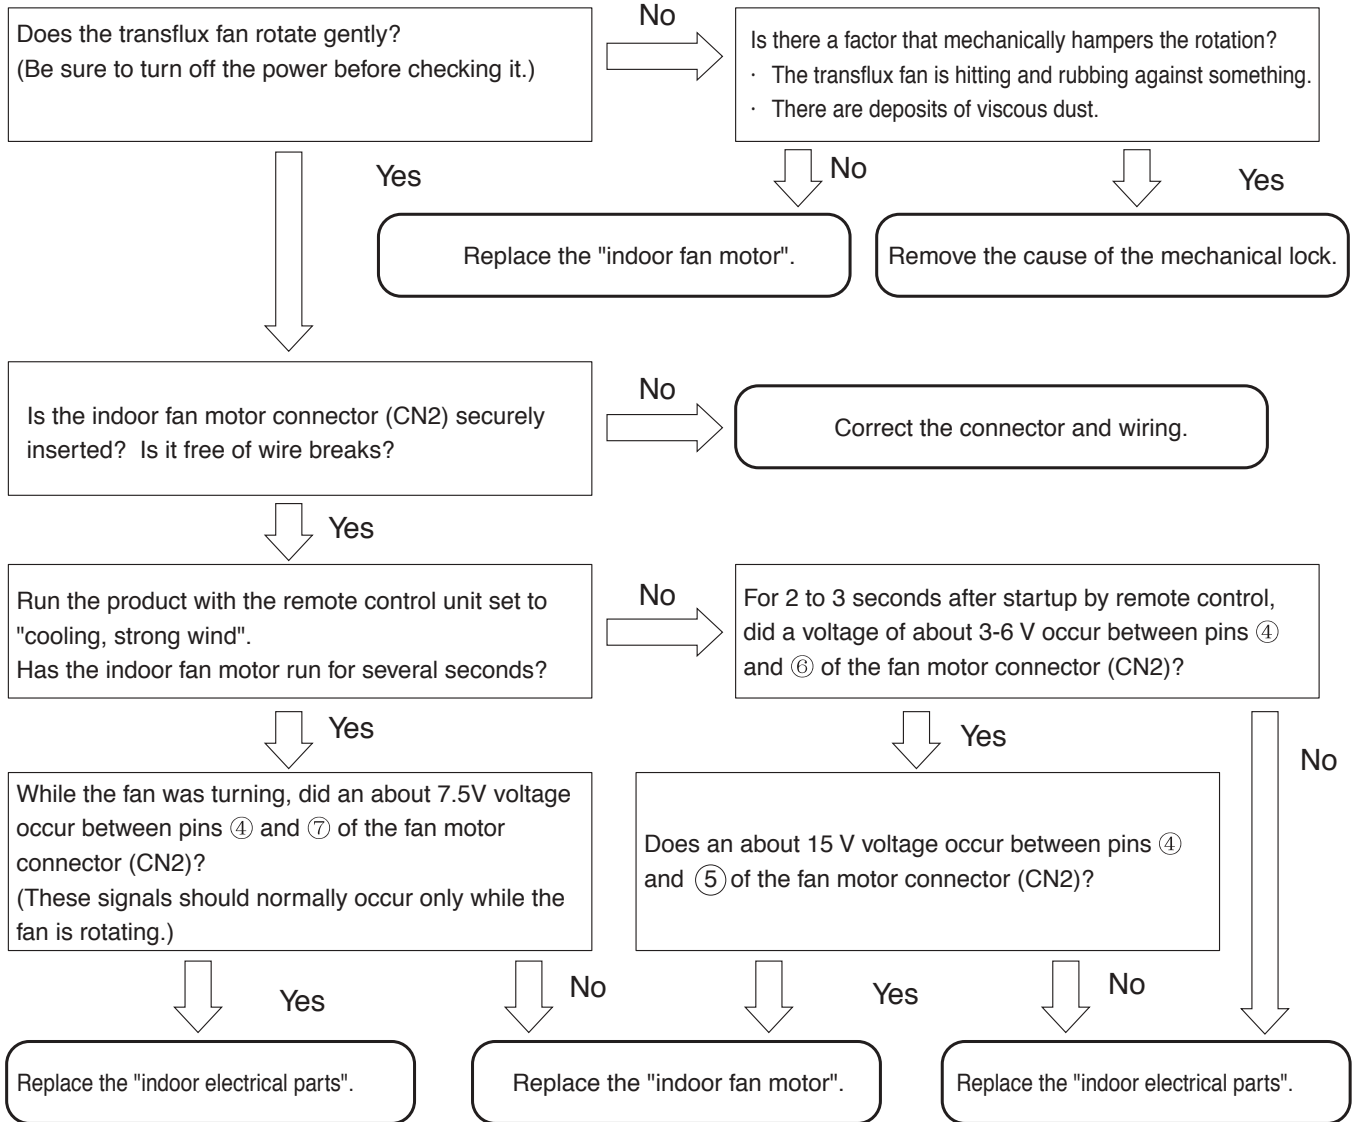 Does the transflux fan rotate gently?
(Be sure to turn off the power before checking it.)
No
Is there a factor that mechanically hampers the rotation?
· The transflux fan is hitting and rubbing against something.
· There are deposits of viscous dust.
Yes
No
Yes
Replace the "indoor fan motor".
Remove the cause of the mechanical lock.
Is the indoor fan motor connector (CN2) securely
inserted? Is it free of wire breaks?
No
Correct the connector and wiring.
Yes
Run the product with the remote control unit set to
"cooling, strong wind".
Has the indoor fan motor run for several seconds?
No
For 2 to 3 seconds after startup by remote control,
did a voltage of about 3-6 V occur between pins ④
and ⑥ of the fan motor connector (CN2)?
Yes
Yes
No
While the fan was turning, did an about 7.5V voltage
occur between pins ④ and ⑦ of the fan motor
connector (CN2)?
(These signals should normally occur only while the
fan is rotating.)
Does an about 15 V voltage occur between pins ④
and ⑤ of the fan motor connector (CN2)?
Yes
No
Yes
No
Replace the "indoor electrical parts".
Replace the "indoor fan motor".
Replace the "indoor electrical parts".